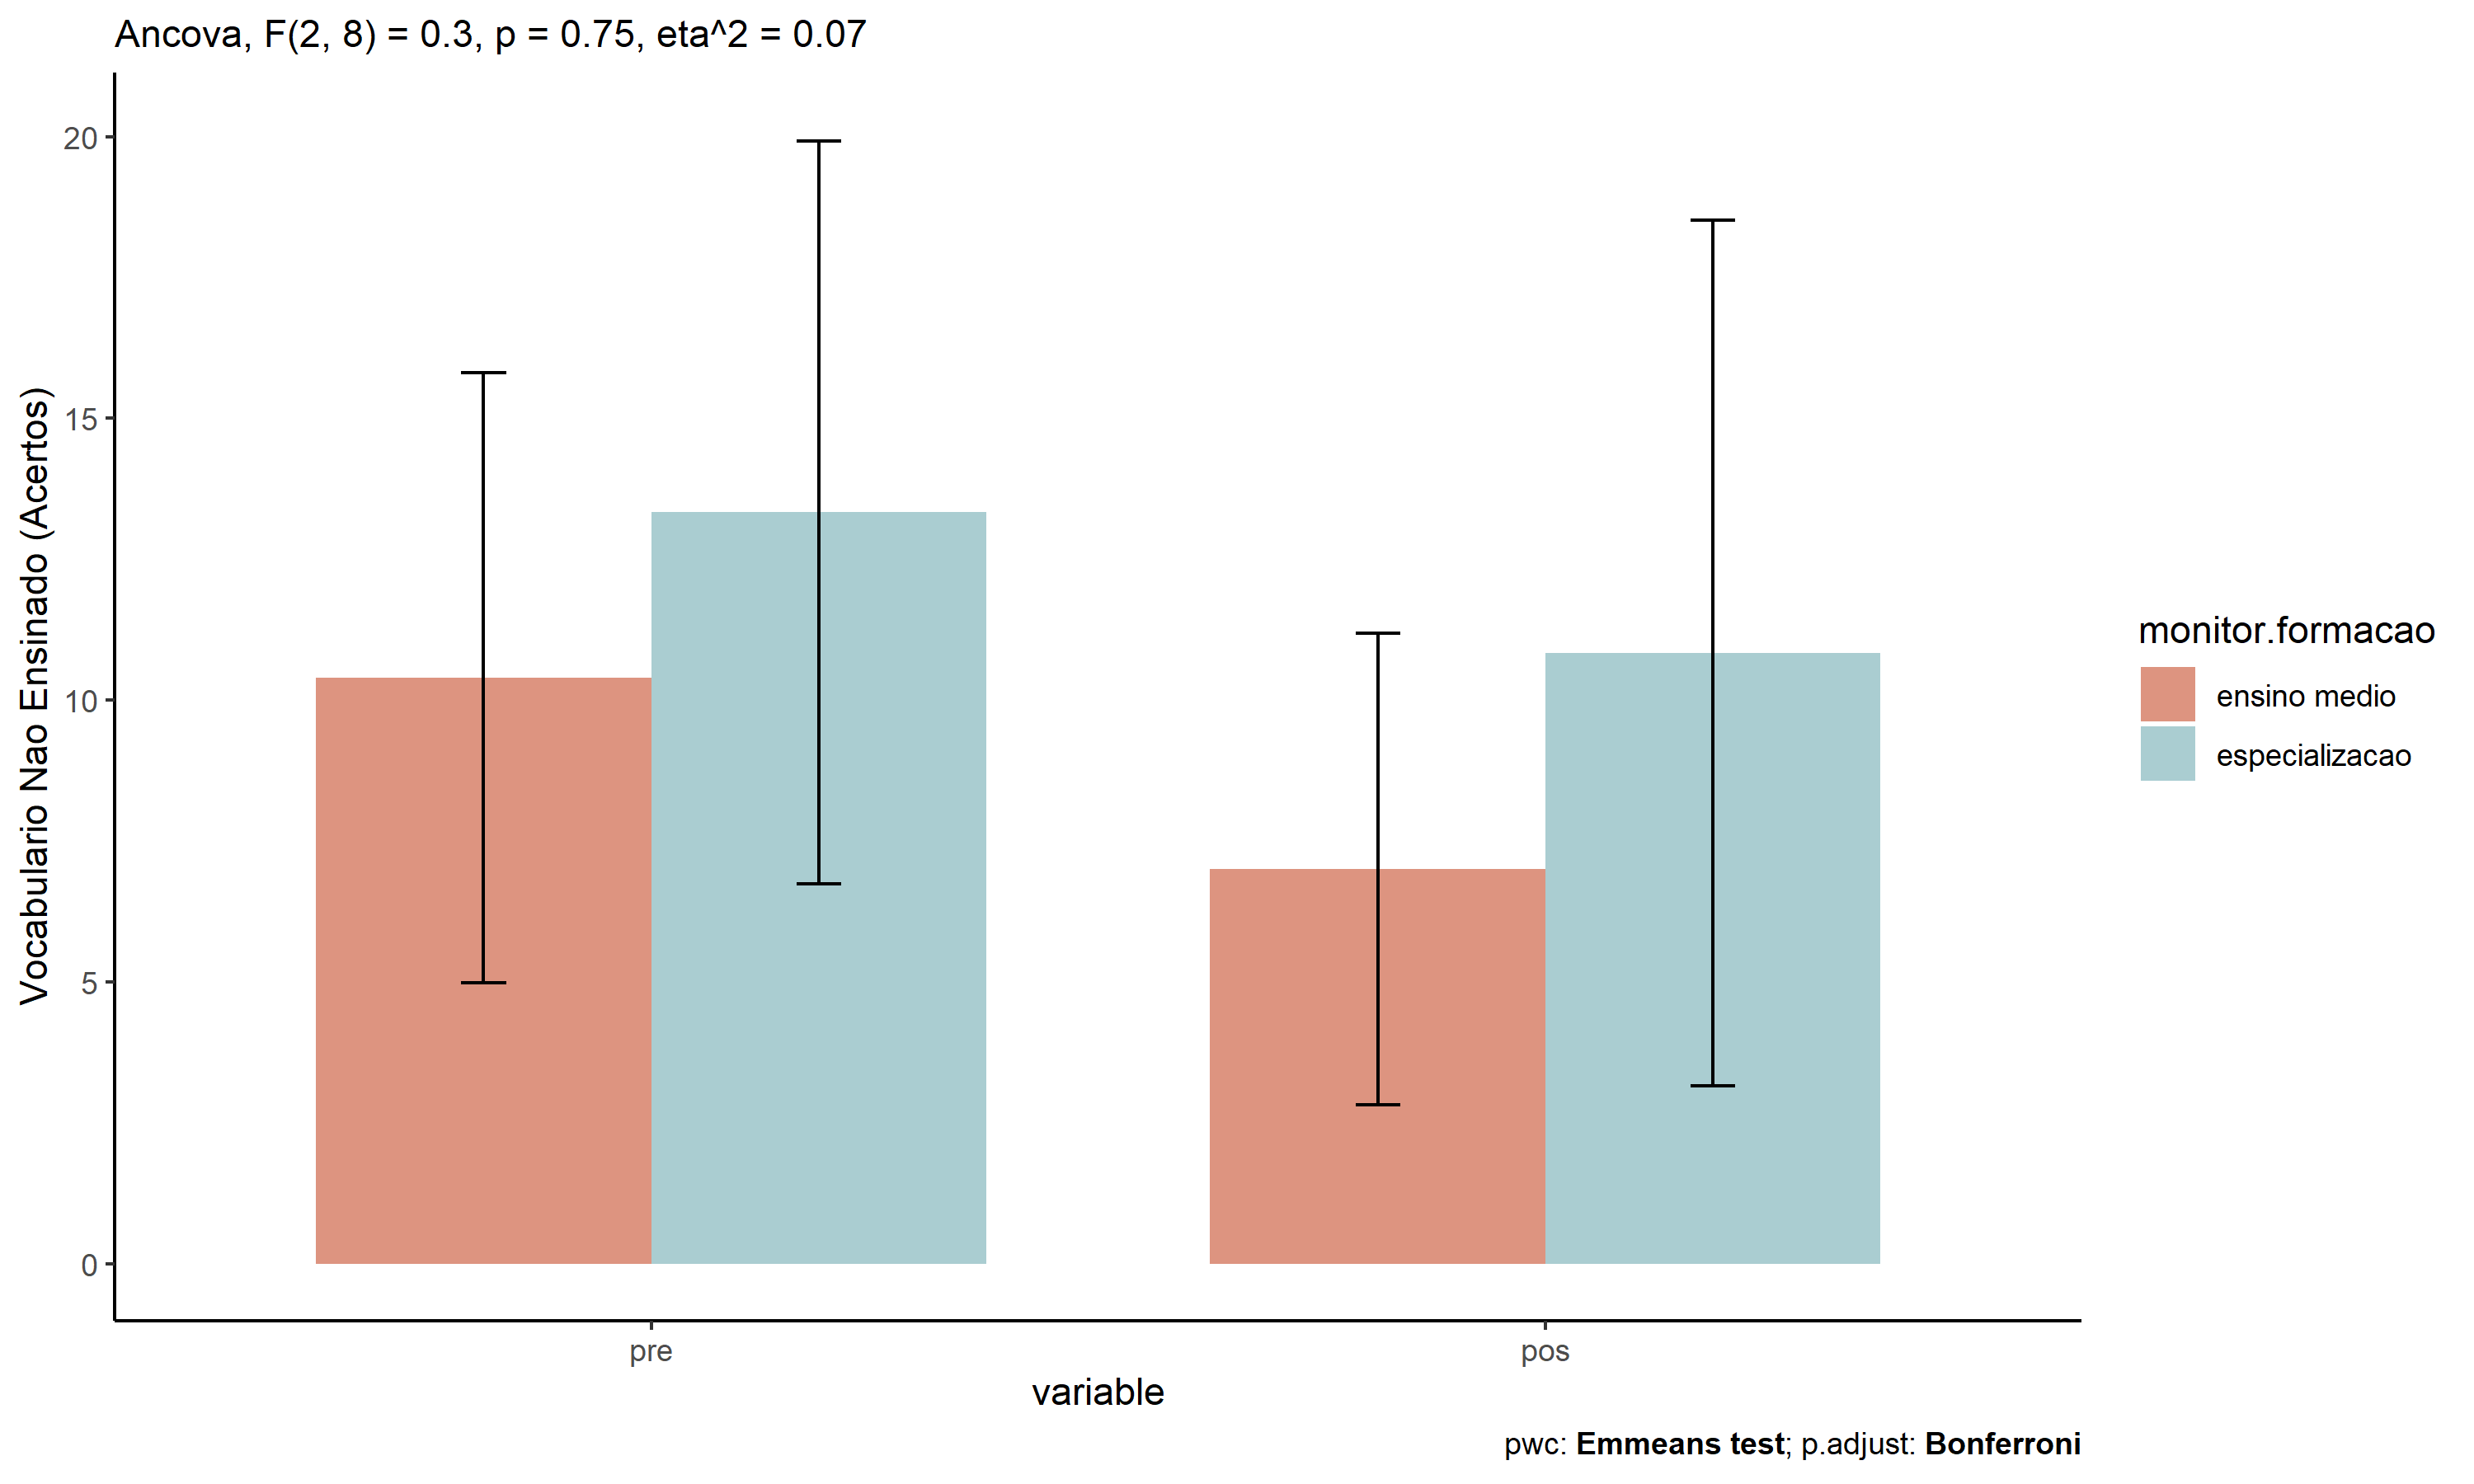 Ancova, F(2, 8) = 0.3, p = 0.75, eta^2 = 0.07
Vocabulario Nao Ensinado (Acertos)
20
15
10
5
0
pre
pos
variable
monitor.formacao
ensino medio
especializacao
pwc: Emmeans test; p.adjust: Bonferroni